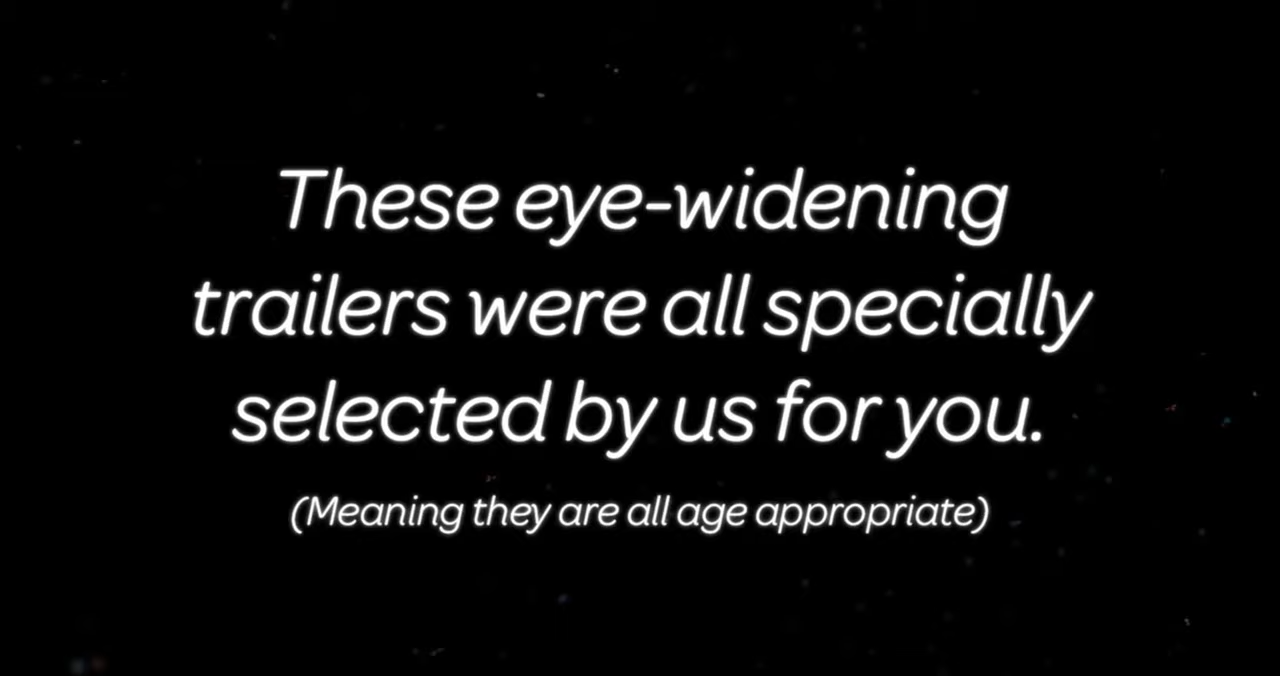 These eye-widening
trailers were all specially
selected by us for you.
(Meaning they are all age appropriate)